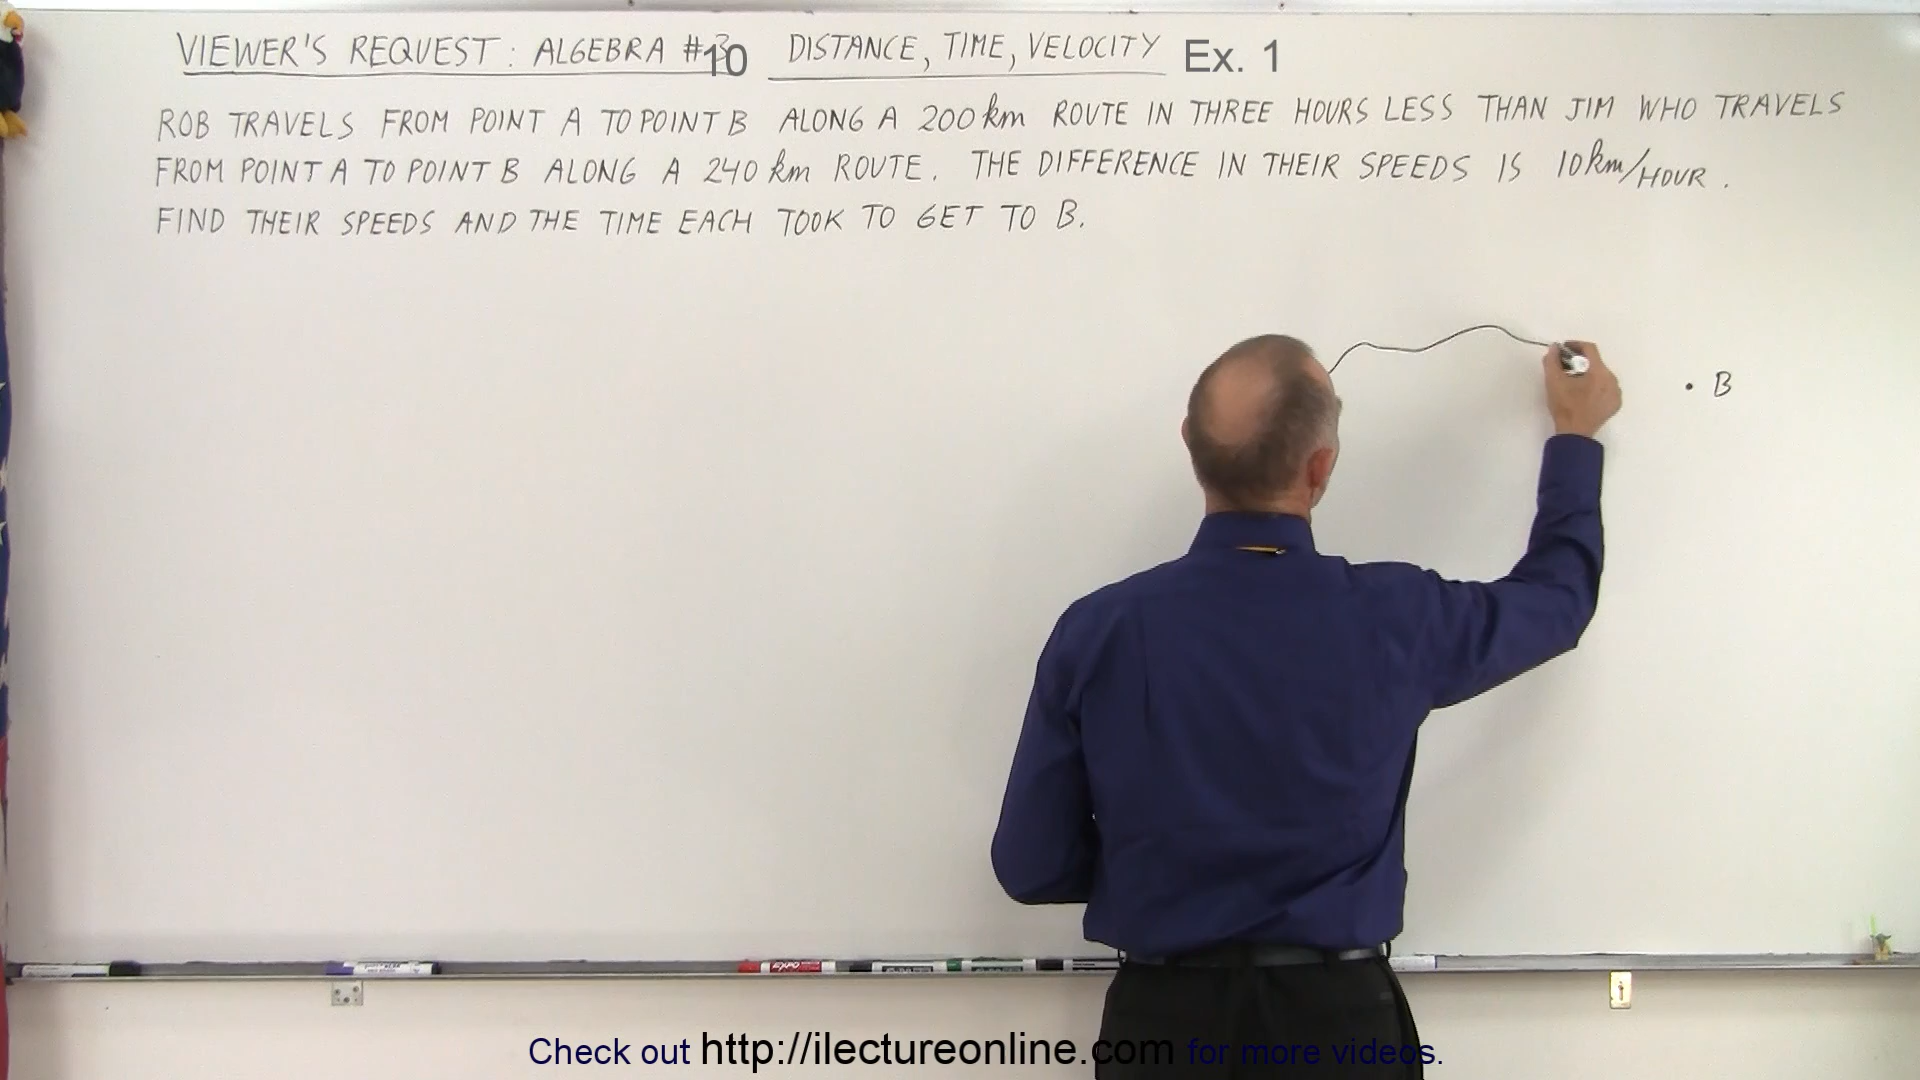 VIEWER'S REQUEST: ALGEBRA #10 DISTANCE, TIME, VELOCITY Ex. 1
ROB TRAVELS FROM POINT A TO POINT B ALONG A 200 km ROUTE IN THREE HOURS LESS THAN JIM WHO TRAVELS
FROM POINT A TO POINT B ALONG A 240 km ROUTE. THE DIFFERENCE IN THEIR SPEEDS IS 10 km/HOUR.
FIND THEIR SPEEDS AND THE TIME EACH TOOK TO GET TO B.
B
EXPO
Check out http://ilectureonline.com for more videos.